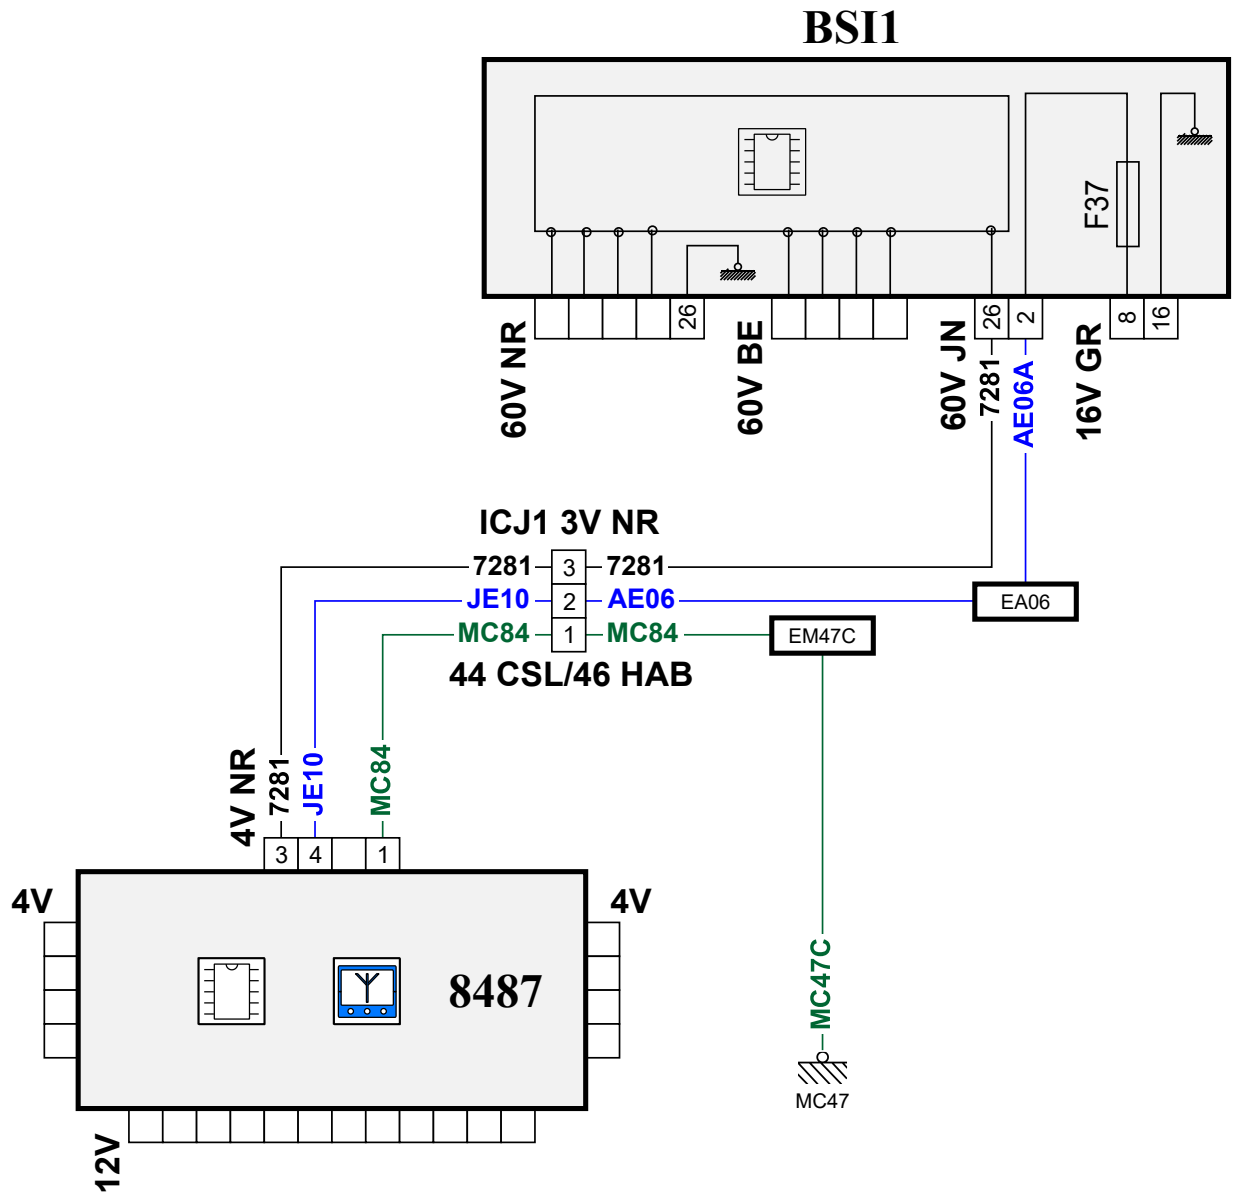 BSI1
F37
26
26
2
8
16
60V NR
60V BE
60V JN
7281
AE06A
16V GR
ICJ1 3V NR
7281
3
7281
JE10
2
AE06
EA06
MC84
1
MC84
EM47C
44 CSL/46 HAB
4V NR
7281
JE10
MC84
3
4
1
4V
4V
8487
MC47C
MC47
12V